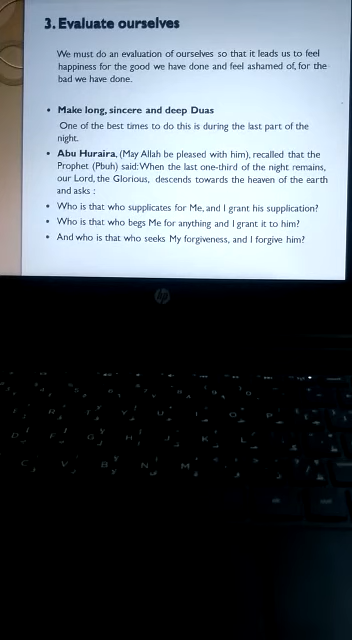 3. Evaluate ourselves
We must do an evaluation of ourselves so that it leads us to feel
happiness for the good we have done and feel ashamed of, for the
bad we have done.
• Make long, sincere and deep Duas
One of the best times to do this is during the last part of the
night.
• Abu Huraira, (May Allah be pleased with him), recalled that the
Prophet (Pbuh) said: When the last one-third of the night remains,
our Lord, the Glorious, descends towards the heaven of the earth
and asks :
• Who is that who supplicates for Me, and I grant his supplication?
• Who is that who begs Me for anything and I grant it to him?
• And who is that who seeks My forgiveness, and I forgive him?
hp
R T Y U I O P
D F G H J K L
C V B N M